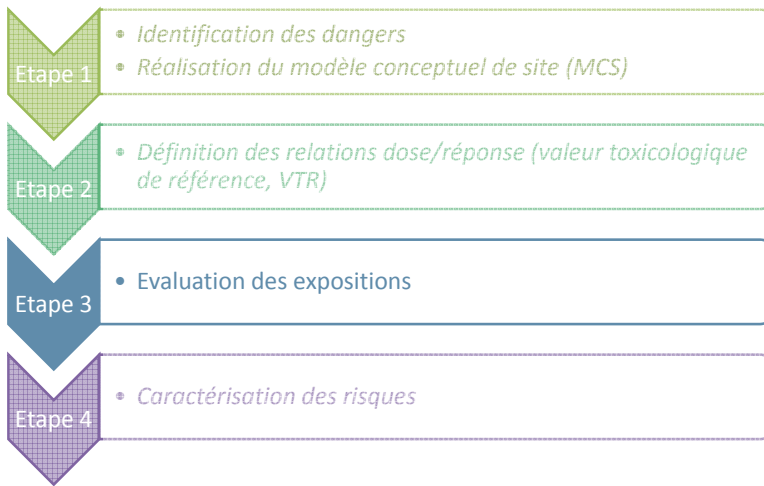 Etape 1
• Identification des dangers
• Réalisation du modèle conceptuel de site (MCS)
Etape 2
• Définition des relations dose/réponse (valeur toxicologique
de référence, VTR)
Etape 3
• Evaluation des expositions
Etape 4
• Caractérisation des risques